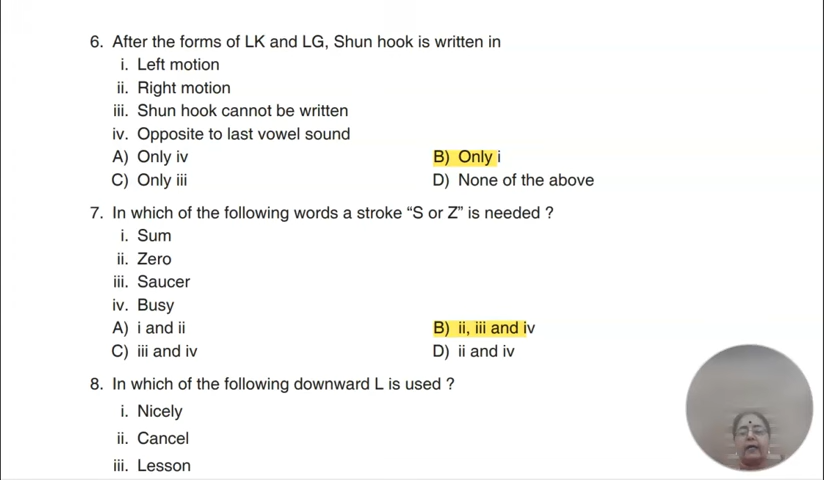 6. After the forms of LK and LG, Shun hook is written in
i. Left motion
ii. Right motion
iii. Shun hook cannot be written
iv. Opposite to last vowel sound
A) Only iv B) Only i
C) Only iii D) None of the above
7. In which of the following words a stroke “S or Z” is needed ?
i. Sum
ii. Zero
iii. Saucer
iv. Busy
A) i and ii B) ii, iii and iv
C) iii and iv D) ii and iv
8. In which of the following downward L is used ?
i. Nicely
ii. Cancel
iii. Lesson